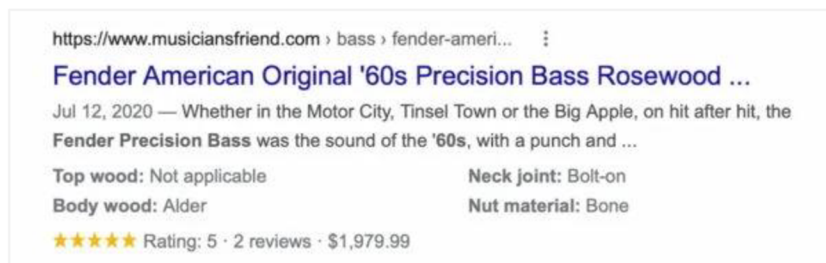 https://www.musiciansfriend.com › bass › fender-ameri...
Fender American Original '60s Precision Bass Rosewood ...
Jul 12, 2020 — Whether in the Motor City, Tinsel Town or the Big Apple, on hit after hit, the
Fender Precision Bass was the sound of the '60s, with a punch and ...
Top wood: Not applicable Neck joint: Bolt-on
Body wood: Alder Nut material: Bone
Rating: 5 · 2 reviews · $1,979.99